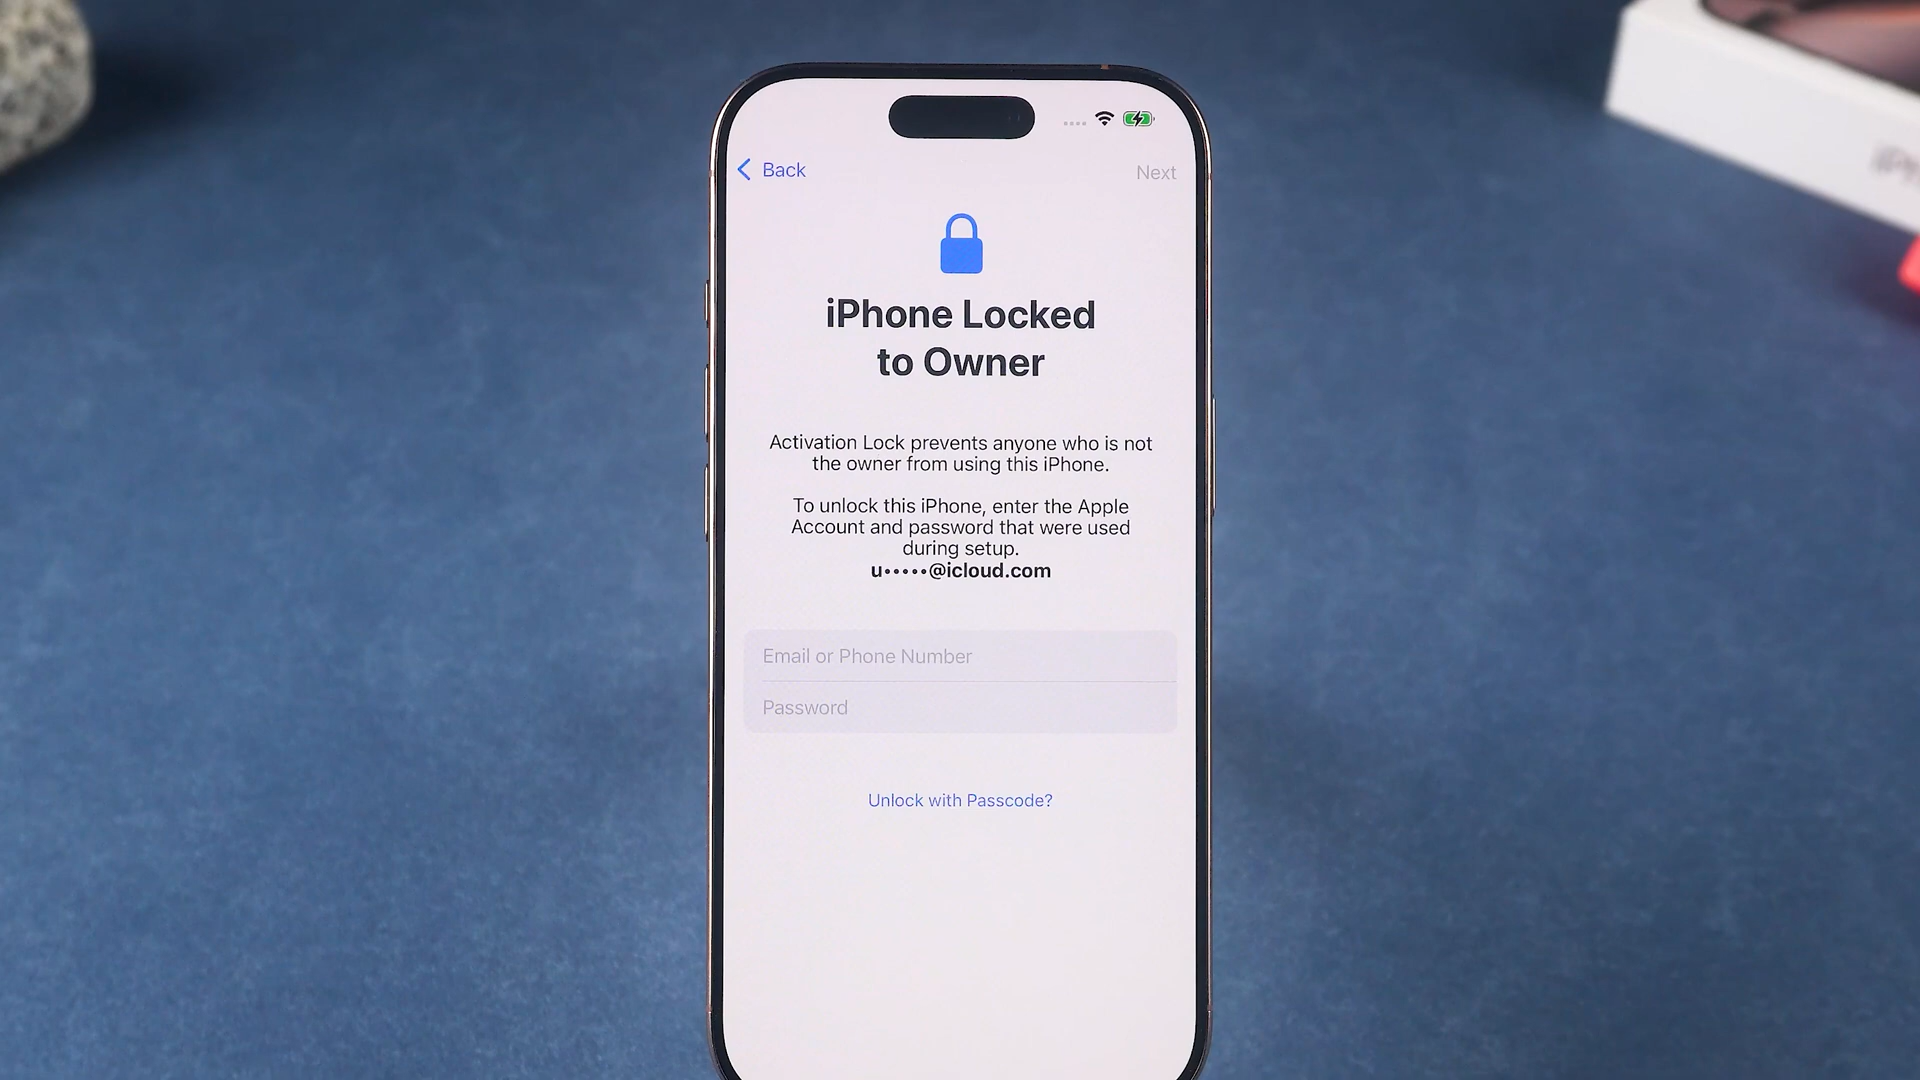 Back
Next
iPhone Locked
to Owner
Activation Lock prevents anyone who is not
the owner from using this iPhone.
To unlock this iPhone, enter the Apple
Account and password that were used
during setup.
u•••••@icloud.com
Email or Phone Number
Password
Unlock with Passcode?